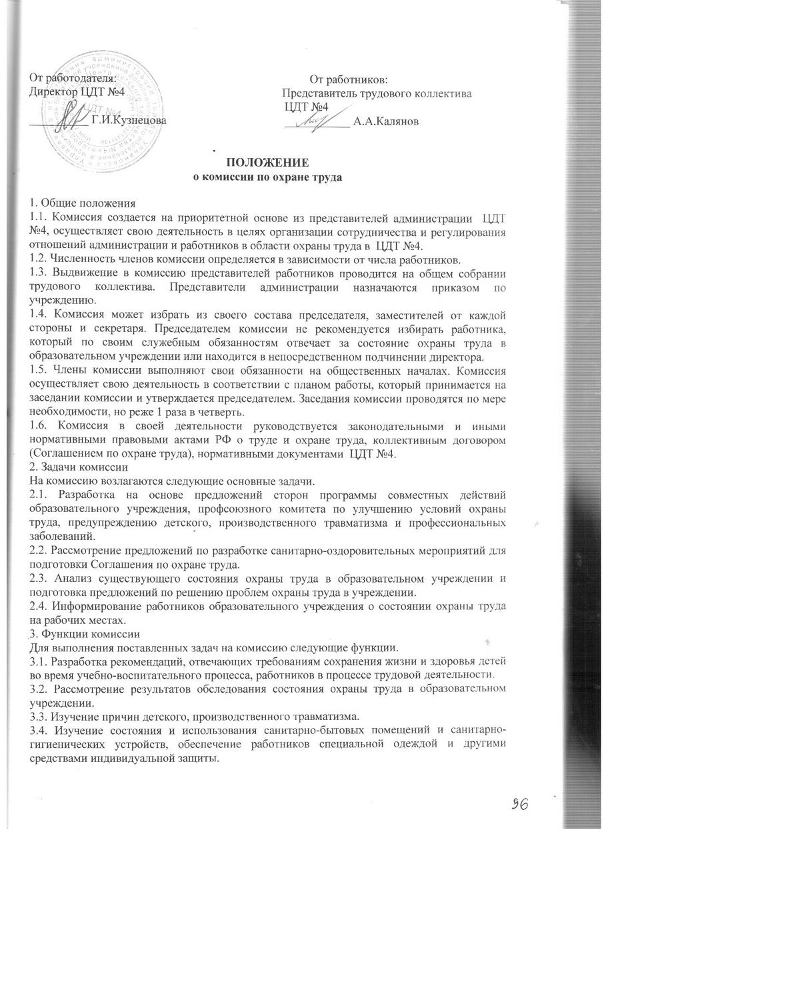 От работодателя:
От работников:
Директор ЦДТ №4
Представитель трудового коллектива
ЦДТ №4
Г.И.Кузнецова
А.А.Калянов
ЦДТ №4
ПОЛОЖЕНИЕ
о комиссии по охране труда
1. Общие положения
1.1. Комиссия создается на приоритетной основе из представителей администрации ЦДТ
№4, осуществляет свою деятельность в целях организации сотрудничества и регулирования
отношений администрации и работников в области охраны труда в ЦДТ №4.
1.2. Численность членов комиссии определяется в зависимости от числа работников.
1.3. Выдвижение в комиссию представителей работников проводится на общем собрании
трудового коллектива. Представители администрации назначаются приказом по
учреждению.
1.4. Комиссия может избрать из своего состава председателя, заместителей от каждой
стороны и секретаря. Председателем комиссии не рекомендуется избирать работника,
который по своим служебным обязанностям отвечает за состояние охраны труда в
образовательном учреждении или находится в непосредственном подчинении директора.
1.5. Члены комиссии выполняют свои обязанности на общественных началах. Комиссия
осуществляет свою деятельность в соответствии с планом работы, который принимается на
заседании комиссии и утверждается председателем. Заседания комиссии проводятся по мере
необходимости, но реже 1 раза в четверть.
1.6. Комиссия в своей деятельности руководствуется законодательными и иными
нормативными правовыми актами РФ о труде и охране труда, коллективным договором
(Соглашением по охране труда), нормативными документами ЦДТ №4.
2. Задачи комиссии
На комиссию возлагаются следующие основные задачи.
2.1. Разработка на основе предложений сторон программы совместных действий
образовательного учреждения, профсоюзного комитета по улучшению условий охраны
труда, предупреждению детского, производственного травматизма и профессиональных
заболеваний.
2.2. Рассмотрение предложений по разработке санитарно-оздоровительных мероприятий для
подготовки Соглашения по охране труда.
2.3. Анализ существующего состояния охраны труда в образовательном учреждении и
подготовка предложений по решению проблем охраны труда в учреждении.
2.4. Информирование работников образовательного учреждения о состоянии охраны труда
на рабочих местах.
3. Функции комиссии
Для выполнения поставленных задач на комиссию следующие функции.
3.1. Разработка рекомендаций, отвечающих требованиям сохранения жизни и здоровья детей
во время учебно-воспитательного процесса, работников в процессе трудовой деятельности.
3.2. Рассмотрение результатов обследования состояния охраны труда в образовательном
учреждении.
3.3. Изучение причин детского, производственного травматизма.
3.4. Изучение состояния и использования санитарно-бытовых помещений и санитарно-
гигиенических устройств, обеспечение работников специальной одеждой и другими
средствами индивидуальной защиты.
96